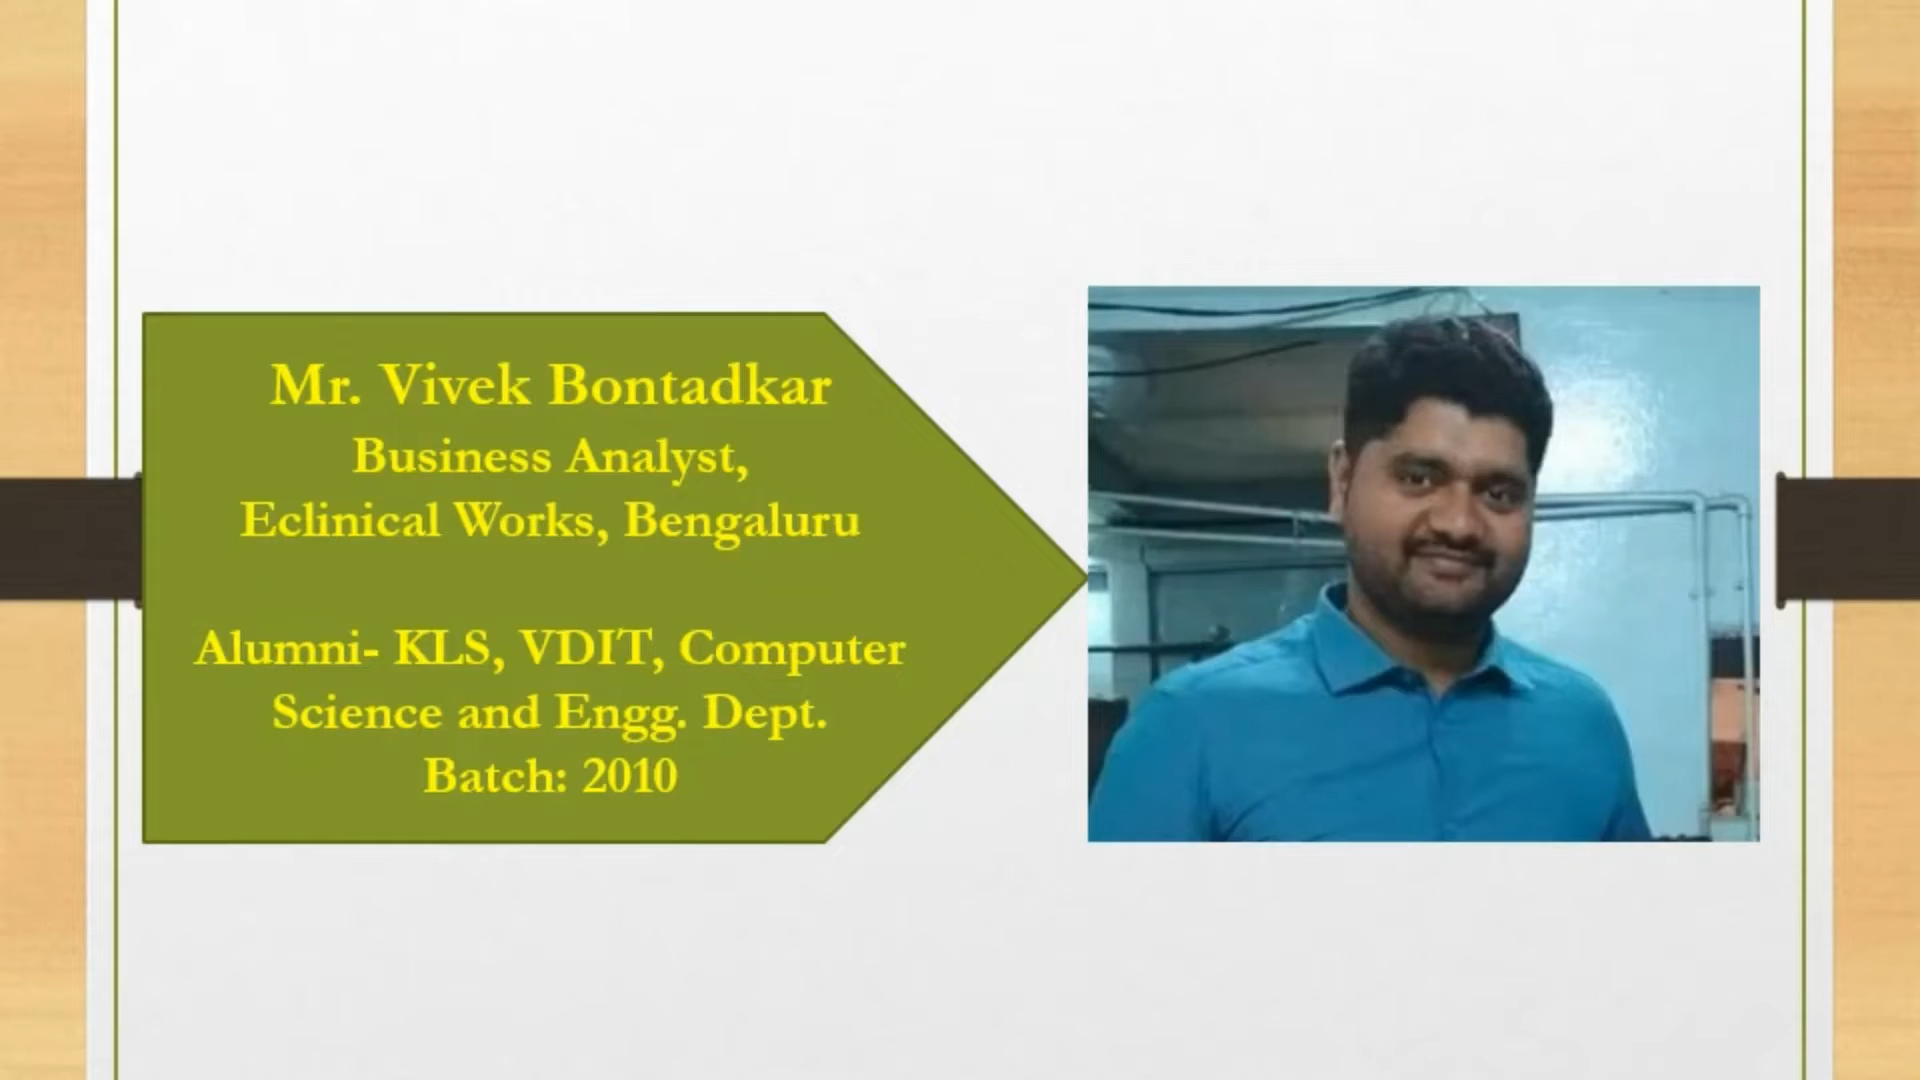 Mr. Vivek Bontadkar
Business Analyst,
Eclinical Works, Bengaluru
Alumni- KLS, VDIT, Computer
Science and Engg. Dept.
Batch: 2010